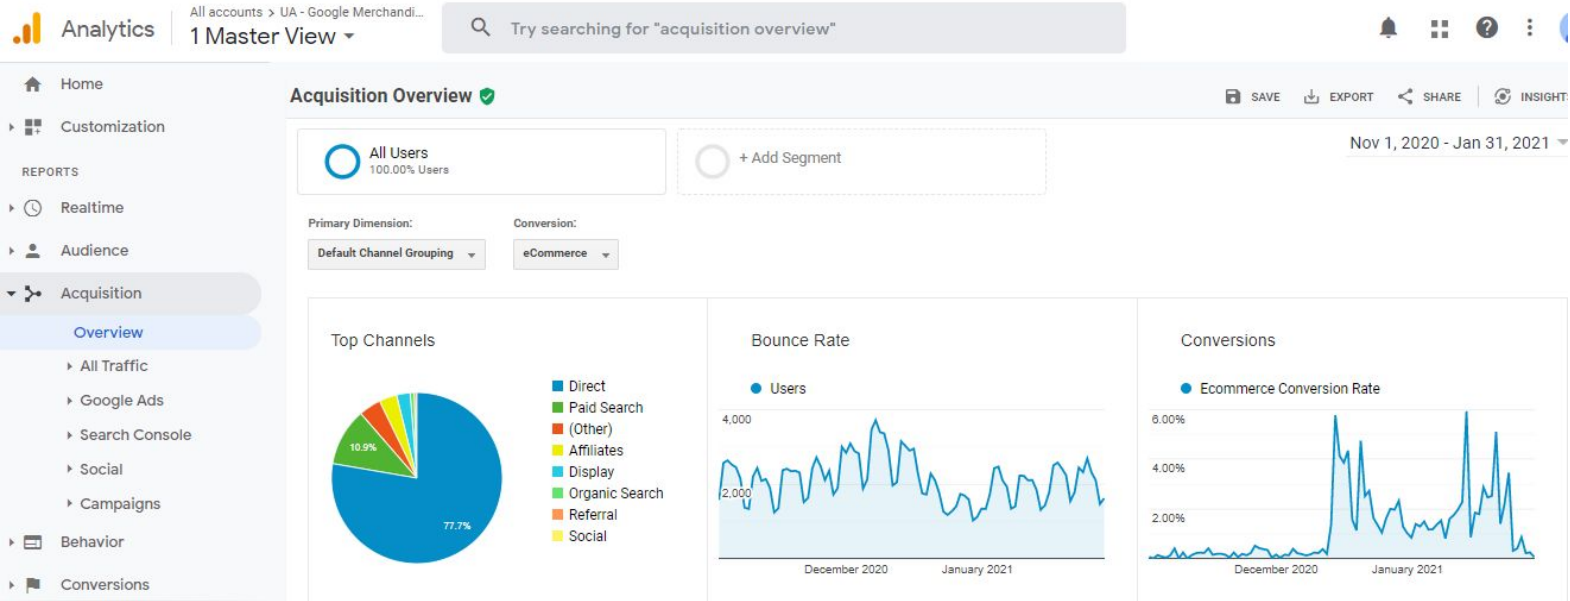 Analytics
All accounts > UA - Google Merchandi...
1 Master View
Try searching for "acquisition overview"
Home
Customization
REPORTS
Realtime
Audience
Acquisition
Overview
All Traffic
Google Ads
Search Console
Social
Campaigns
Behavior
Conversions
Acquisition Overview
SAVE
EXPORT
SHARE
INSIGHTS
All Users
100.00% Users
+ Add Segment
Nov 1, 2020 - Jan 31, 2021
Primary Dimension:
Conversion:
Default Channel Grouping
eCommerce
Top Channels
10.9%
77.7%
Direct
Paid Search
(Other)
Affiliates
Display
Organic Search
Referral
Social
Bounce Rate
Users
4,000
2,000
December 2020
January 2021
Conversions
Ecommerce Conversion Rate
6.00%
4.00%
2.00%
December 2020
January 2021